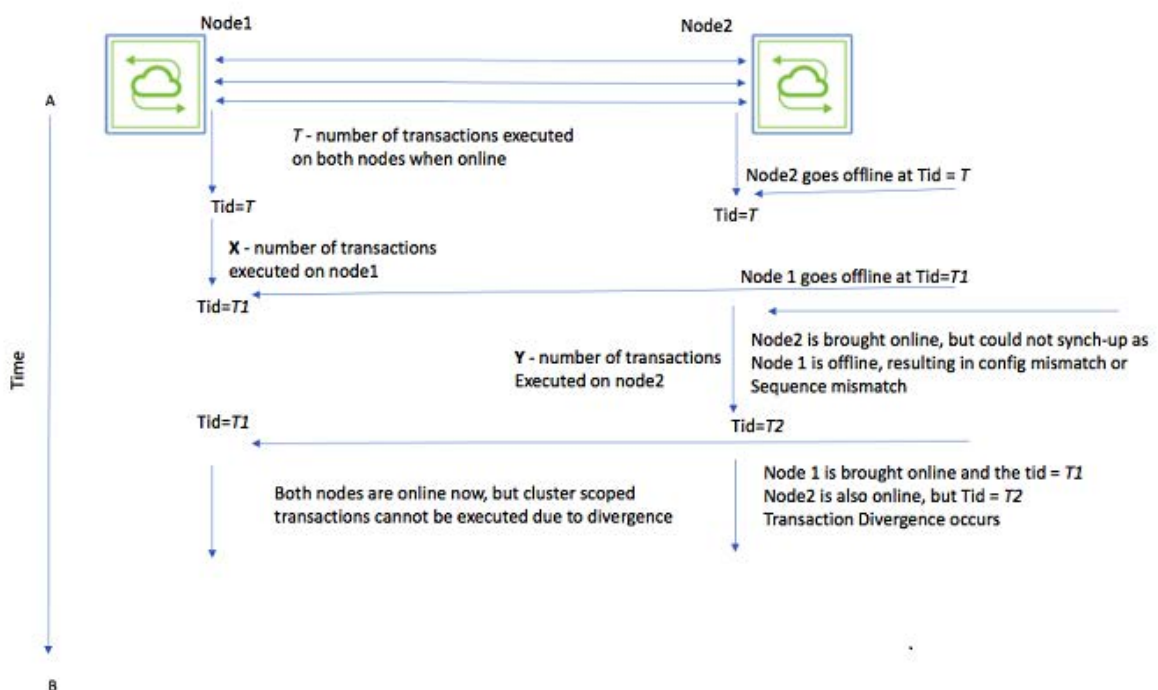 Node1
Node2
A
T - number of transactions executed
on both nodes when online
Node2 goes offline at Tid = T
Tid=T
Tid=T
X - number of transactions
executed on node1
Node 1 goes offline at Tid=T1
Tid=T1
Node2 is brought online, but could not synch-up as
Node 1 is offline, resulting in config mismatch or
Sequence mismatch
Y - number of transactions
Executed on node2
Time
Tid=T1
Tid=T2
Node 1 is brought online and the tid = T1
Node2 is also online, but Tid = T2
Transaction Divergence occurs
Both nodes are online now, but cluster scoped
transactions cannot be executed due to divergence
B